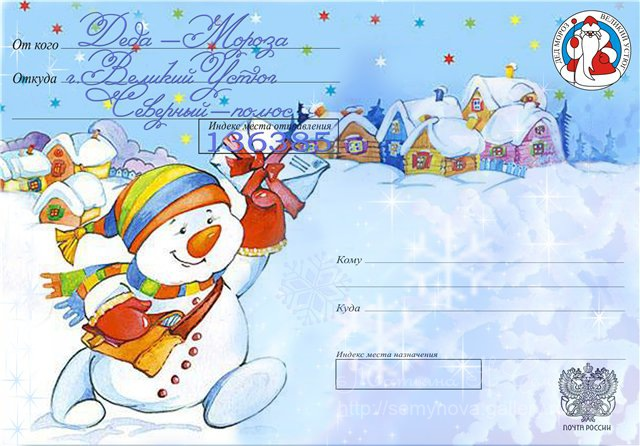 От кого Деда – Мороза
Откуда г. Великий Устюг
Северный – полюс
Индекс места отправления
ДЕД МОРОЗ ВЕЛИКИЙ УСТЮГ
Кому
Куда
Индекс места назначения
ПОЧТА РОССИИ